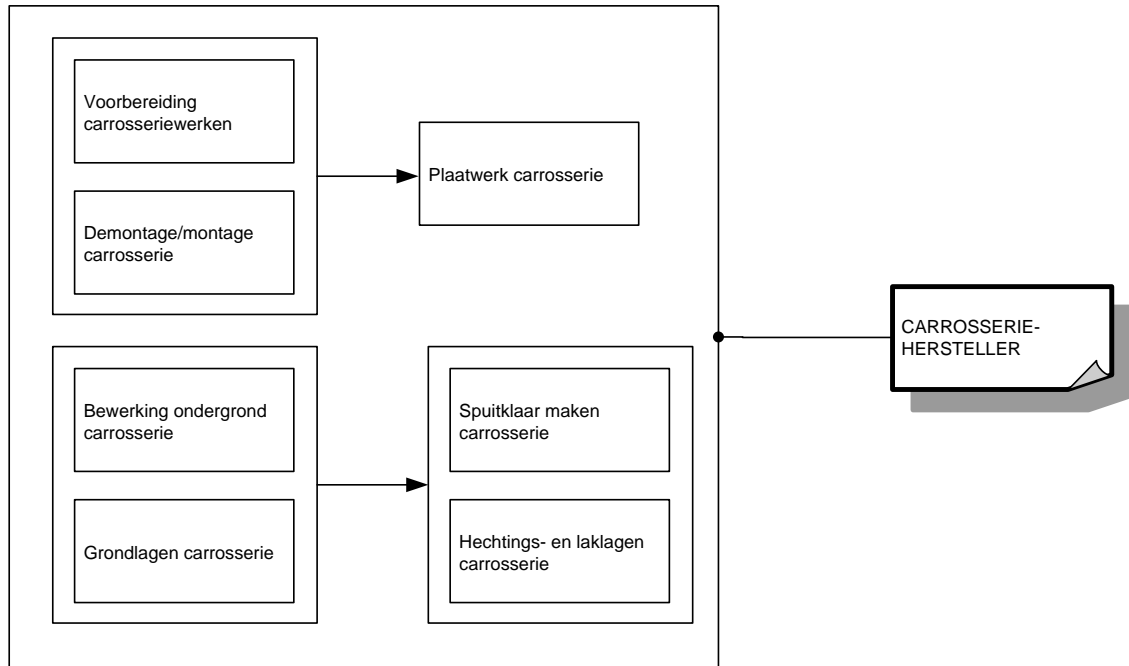 Voorbereiding
carrosseriewerken
Plaatwerk carrosserie
Demontage/montage
carrosserie
CARROSSERIE-
HERSTELLER
Bewerking ondergrond
carrosserie
Spuitklaar maken
carrosserie
Grondlagen carrosserie
Hechtings- en laklagen
carrosserie